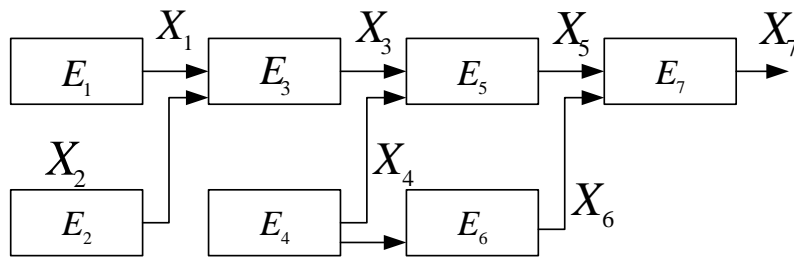 X₁ X₃ X₅ X₇
E₁ E₃ E₅ E₇
X₂ X₄ X₆
E₂ E₄ E₆